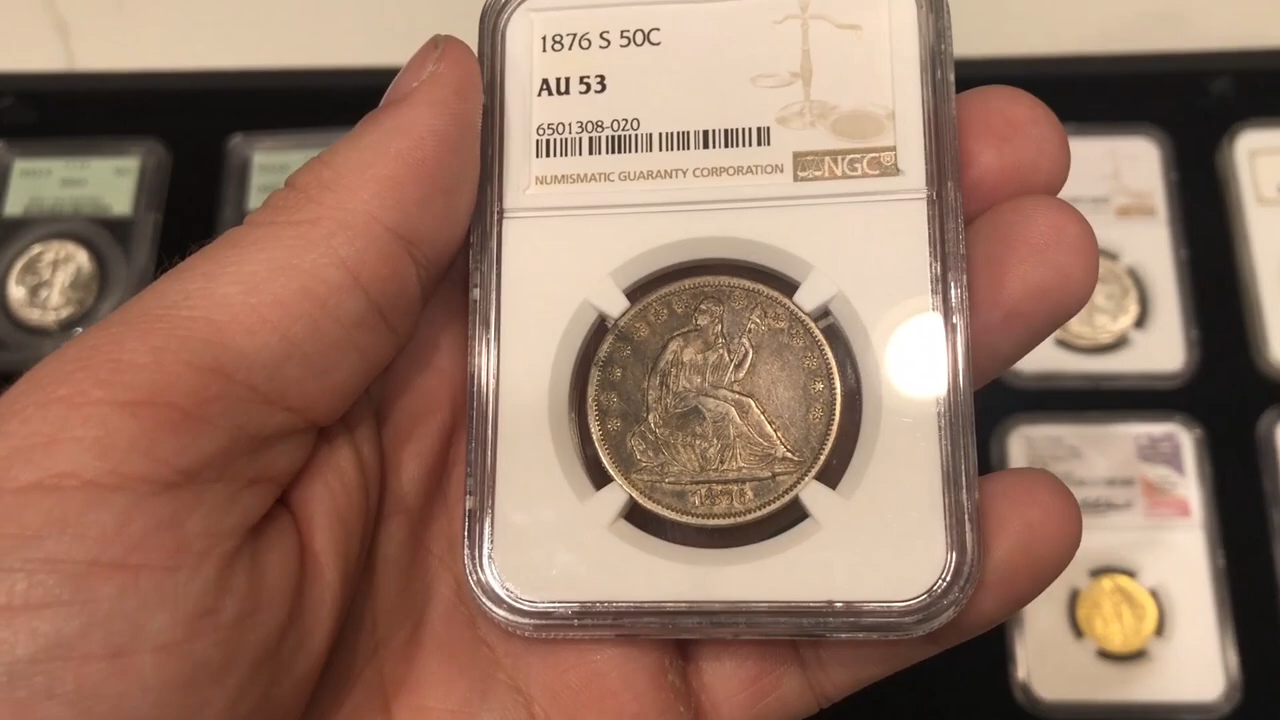 1876 S 50C
AU 53
6501308-020
NUMISMATIC GUARANTY CORPORATION
NGC®
1876